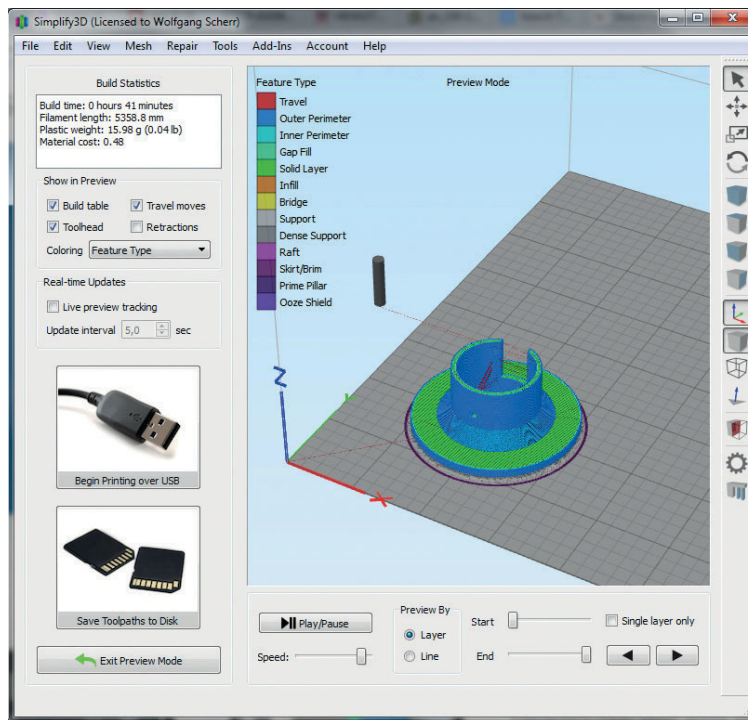 Simplify3D (Licensed to Wolfgang Scherr)
File Edit View Mesh Repair Tools Add-Ins Account Help
Build Statistics
Build time: 0 hours 41 minutes
Filament length: 5358.8 mm
Plastic weight: 15.98 g (0.04 lb)
Material cost: 0.48
Show in Preview
Build table
Travel moves
Toolhead
Retractions
Coloring Feature Type
Real-time Updates
Live preview tracking
Update interval 5,0 sec
Begin Printing over USB
Save Toolpaths to Disk
Exit Preview Mode
Feature Type
Preview Mode
Travel
Outer Perimeter
Inner Perimeter
Gap Fill
Solid Layer
Infill
Bridge
Support
Dense Support
Raft
Skirt/Brim
Prime Pillar
Ooze Shield
Z
X
Play/Pause
Speed:
Preview By
Layer
Line
Start
End
Single layer only